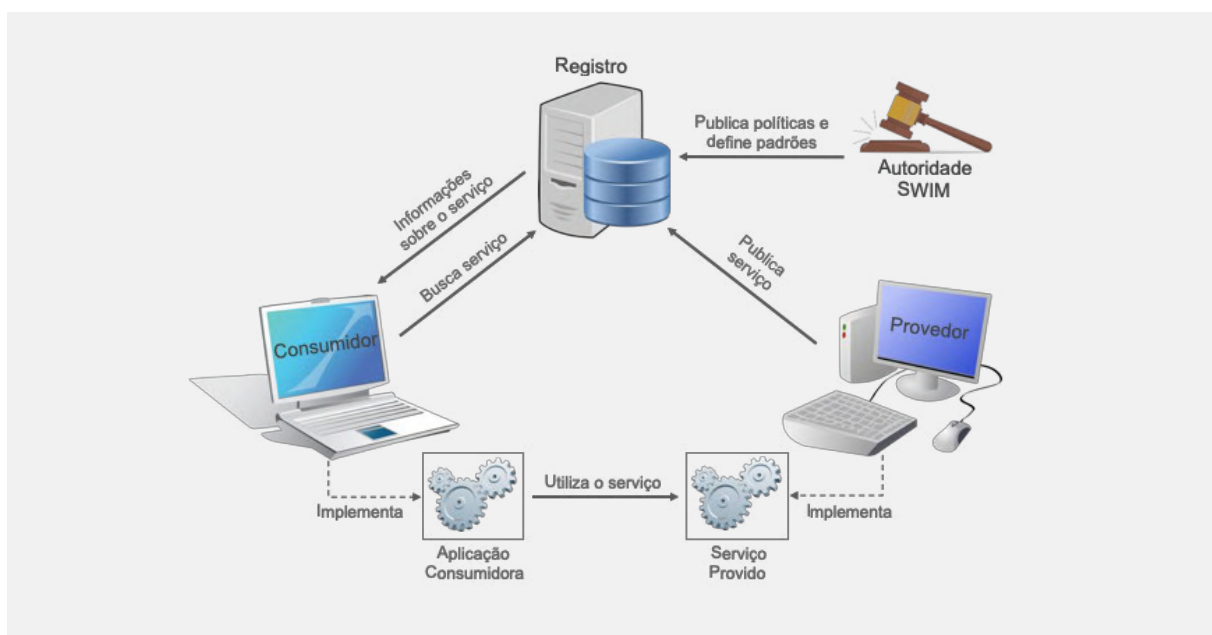 Registro
Publica políticas e
define padrões
Autoridade
SWIM
Informações
sobre o serviço
Busca serviço
Publica
serviço
Consumidor
Provedor
Utiliza o serviço
Implementa
Implementa
Aplicação
Consumidora
Serviço
Provido